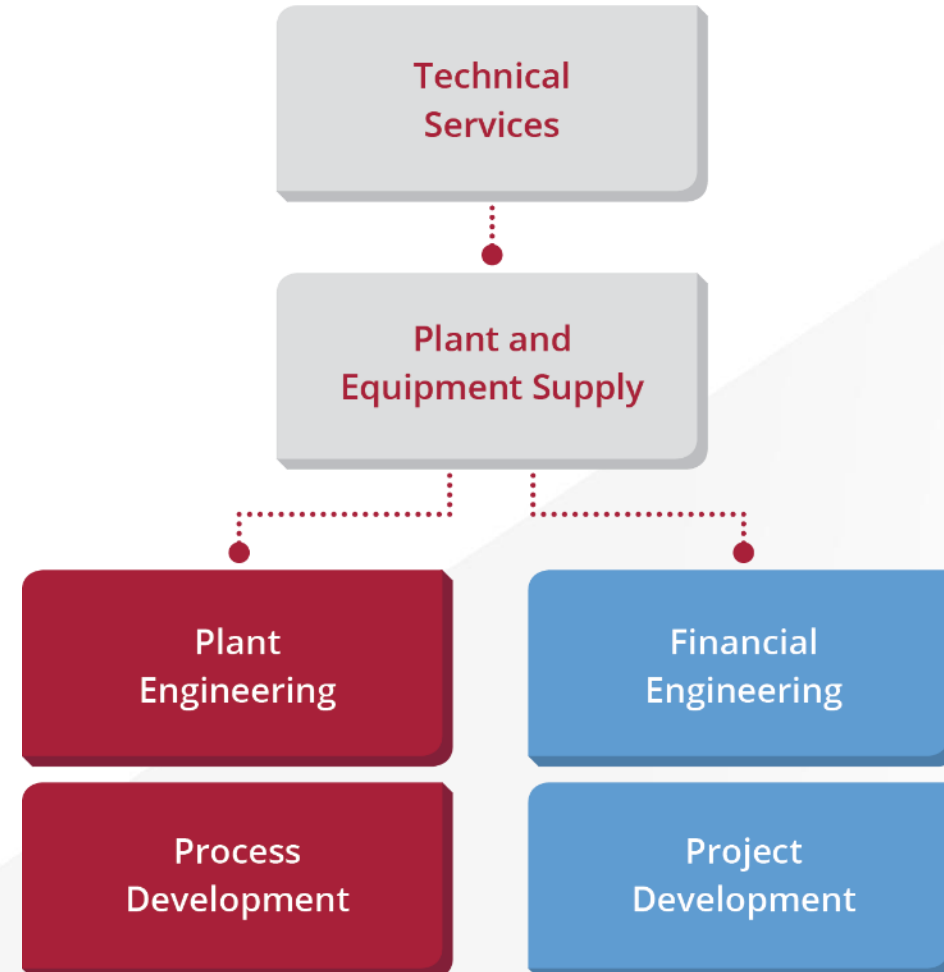 Technical
Services
Plant and
Equipment Supply
Plant
Engineering
Financial
Engineering
Process
Development
Project
Development